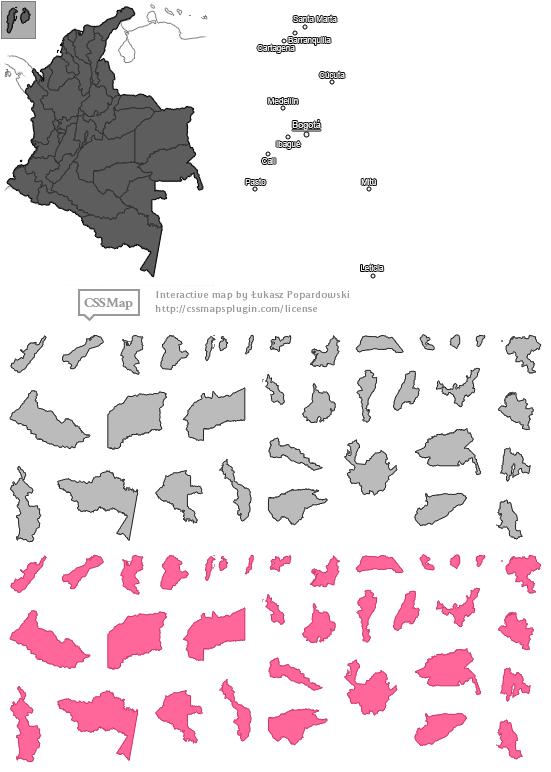 Santa Marta
Barranquilla
Cartagena
Cúcuta
Medellín
Bogotá
Ibagué
Cali
Pasto
Mitú
Leticia
CSSMap
Interactive map by Łukasz Popardowski
http://cssmapsplugin.com/license